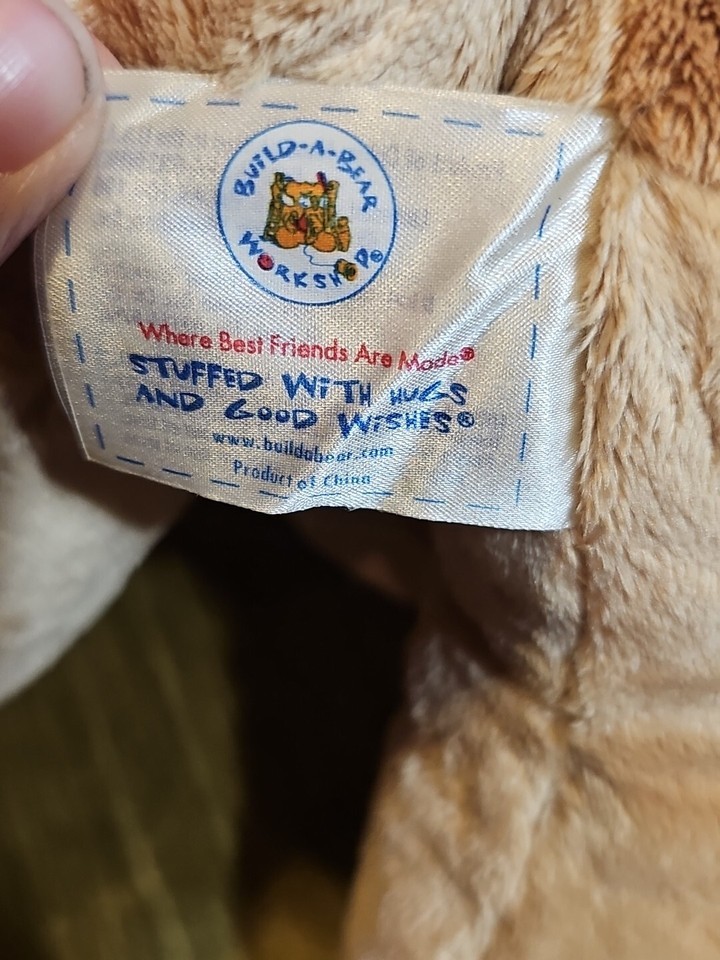 BUILD-A-BEAR
WORKSHOP®
Where Best Friends Are Made®
STUFFED WITH HUGS
AND GOOD WISHES®
www.buildabear.com
Product of China